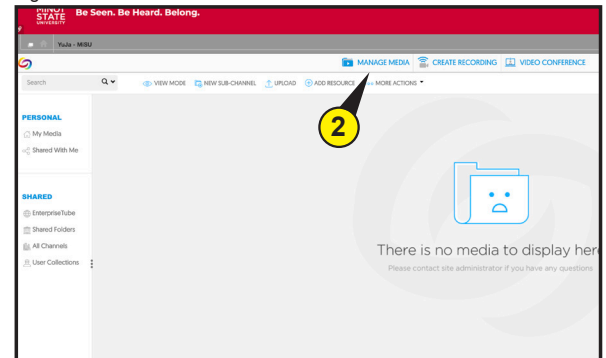 MINOT
STATE
UNIVERSITY
Be Seen. Be Heard. Belong.
YuJa - MISU
MANAGE MEDIA CREATE RECORDING VIDEO CONFERENCE
Search VIEW MODE NEW SUB-CHANNEL UPLOAD ADD RESOURCE MORE ACTIONS
2
PERSONAL
My Media
Shared With Me
SHARED
EnterpriseTube
Shared Folders
All Channels
User Collections
There is no media to display her
Please contact site administrator if you have any questions